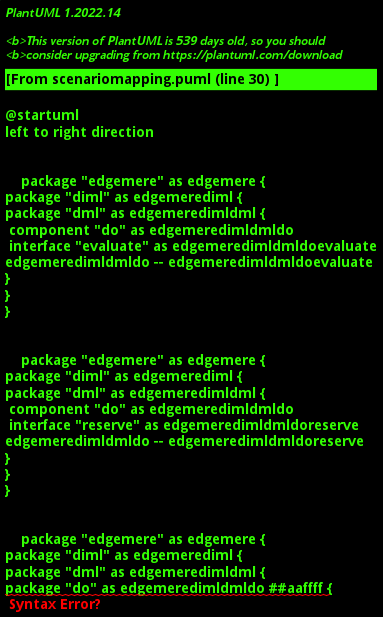 PlantUML 1.2022.14
<b>This version of PlantUML is 539 days old, so you should
<b>consider upgrading from https://plantuml.com/download
[From scenariomapping.puml (line 30) ]
@startuml
left to right direction
package "edgemere" as edgemere {
package "diml" as edgemerediml {
package "dml" as edgemeredimldml {
component "do" as edgemeredimldmldo
interface "evaluate" as edgemeredimldmldoevaluate
edgemeredimldmldo -- edgemeredimldmldoevaluate
}
}
}
package "edgemere" as edgemere {
package "diml" as edgemerediml {
package "dml" as edgemeredimldml {
component "do" as edgemeredimldmldo
interface "reserve" as edgemeredimldmldoreserve
edgemeredimldmldo -- edgemeredimldmldoreserve
}
}
}
package "edgemere" as edgemere {
package "diml" as edgemerediml {
package "dml" as edgemeredimldml {
package "do" as edgemeredimldmldo ##aaffff {
Syntax Error?